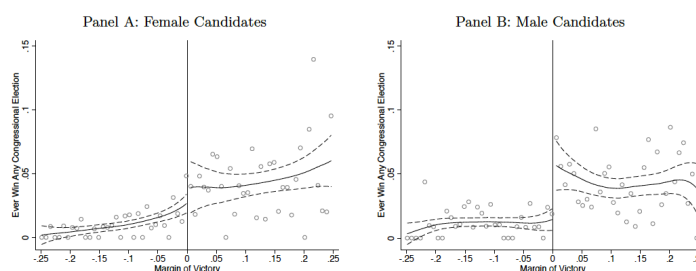 Panel A: Female Candidates
Ever Win Any Congressional Election
.15
.1
.05
0
-.25 -.2 -.15 -.1 -.05 0 .05 .1 .15 .2 .25
Margin of Victory
Panel B: Male Candidates
Ever Win Any Congressional Election
.15
.1
.05
0
-.25 -.2 -.15 -.1 -.05 0 .05 .1 .15 .2
Margin of Victory